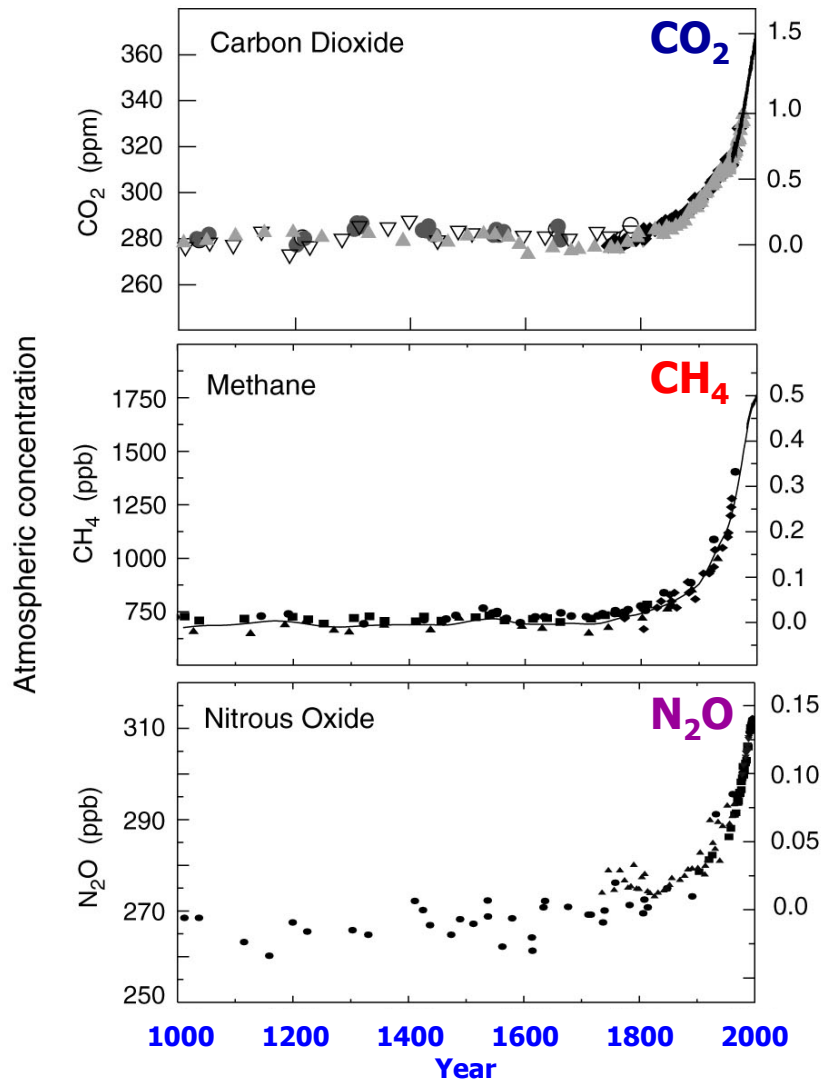 Carbon Dioxide
CO₂
360
340
320
300
280
260
CO₂ (ppm)
1.5
1.0
0.5
0.0
Atmospheric concentration
Methane
CH₄
1750
1500
1250
1000
750
CH₄ (ppb)
0.5
0.4
0.3
0.2
0.1
0.0
Nitrous Oxide
N₂O
310
290
270
250
N₂O (ppb)
0.15
0.10
0.05
0.0
1000 1200 1400 1600 1800 2000
Year